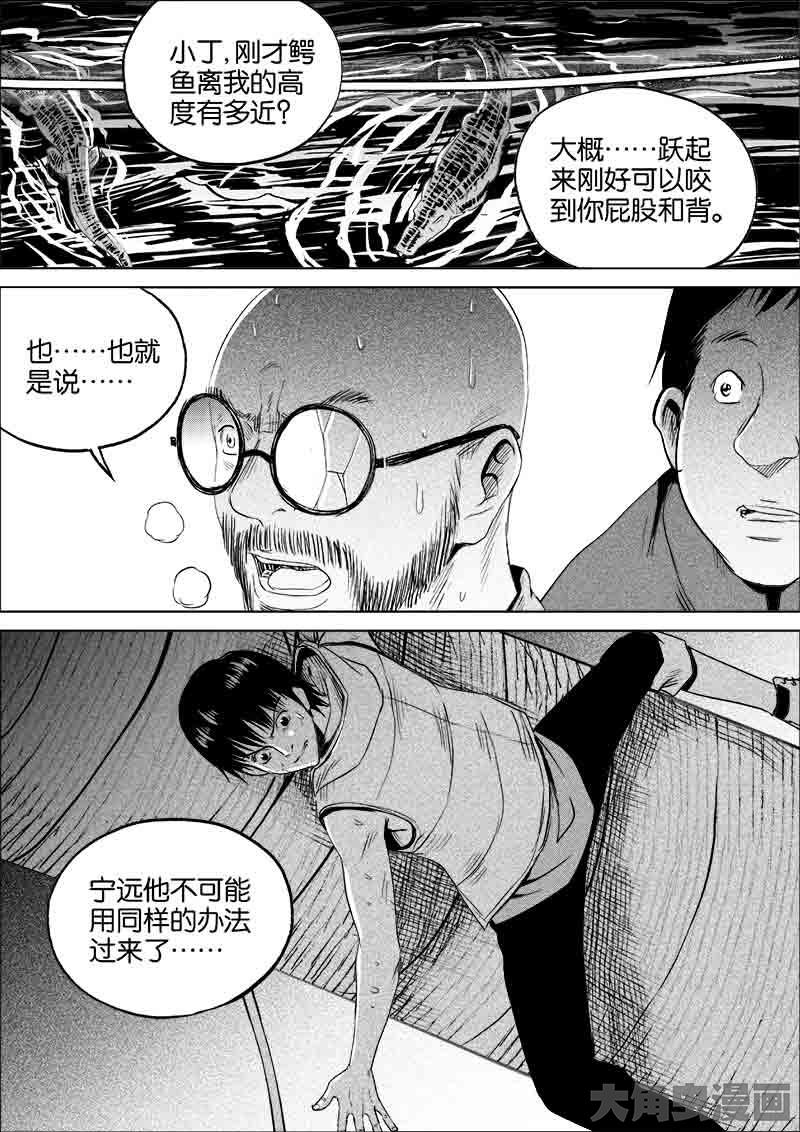 小丁,刚才鳄
鱼离我的高
度有多近？
大概……跃起
来刚好可以咬
到你屁股和背。
也……也就
是说……
宁远他不可能
用同样的办法
过来了……
大角虫漫画